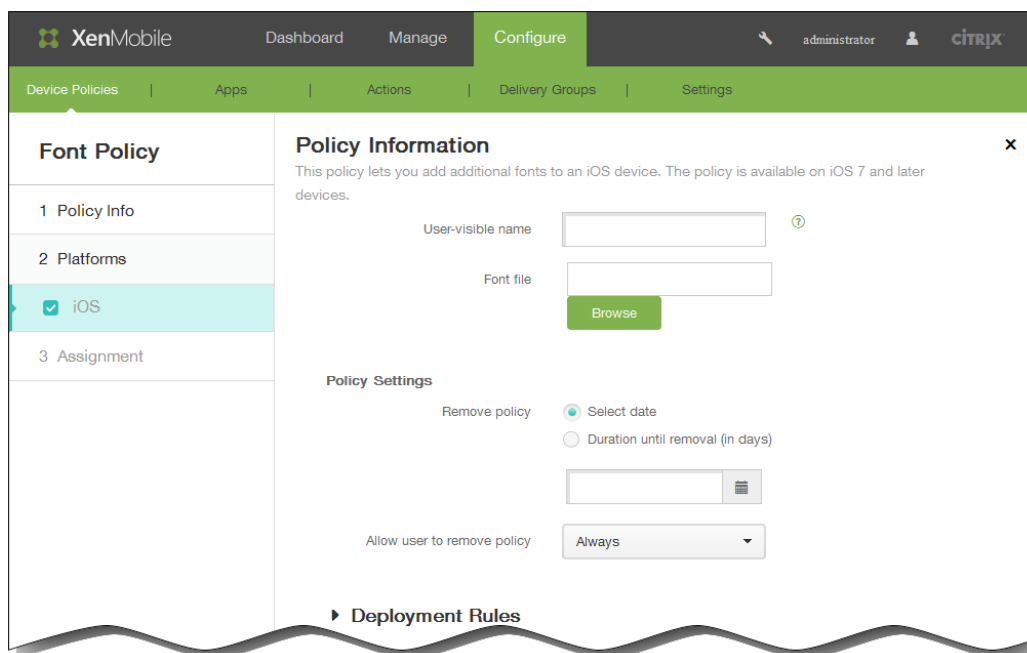 XenMobile Dashboard Manage Configure administrator CİTRIX
Device Policies | Apps | Actions | Delivery Groups | Settings
Font Policy
1 Policy Info
2 Platforms
iOS
3 Assignment
Policy Information
This policy lets you add additional fonts to an iOS device. The policy is available on iOS 7 and later
devices.
User-visible name
?
Font file
Browse
Policy Settings
Remove policy
Select date
Duration until removal (in days)
Allow user to remove policy
Always
Deployment Rules